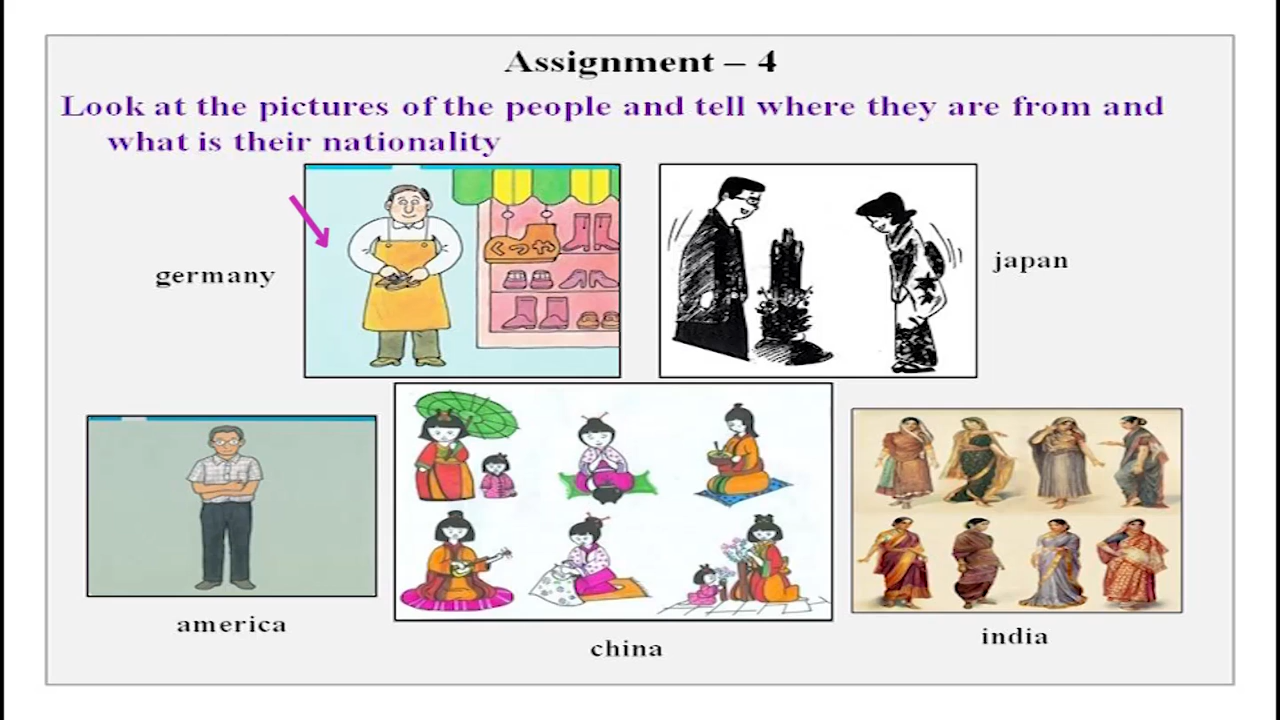 Assignment – 4
Look at the pictures of the people and tell where they are from and
what is their nationality
くつや
germany
japan
america
china
india